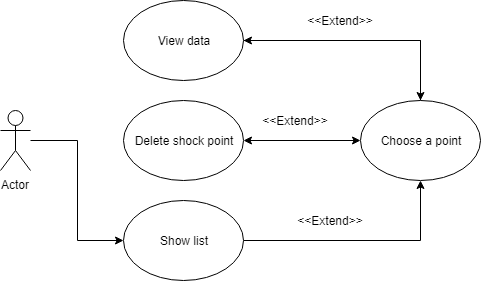 <<Extend>>
View data
<<Extend>>
Delete shock point
Choose a point
Actor
<<Extend>>
Show list